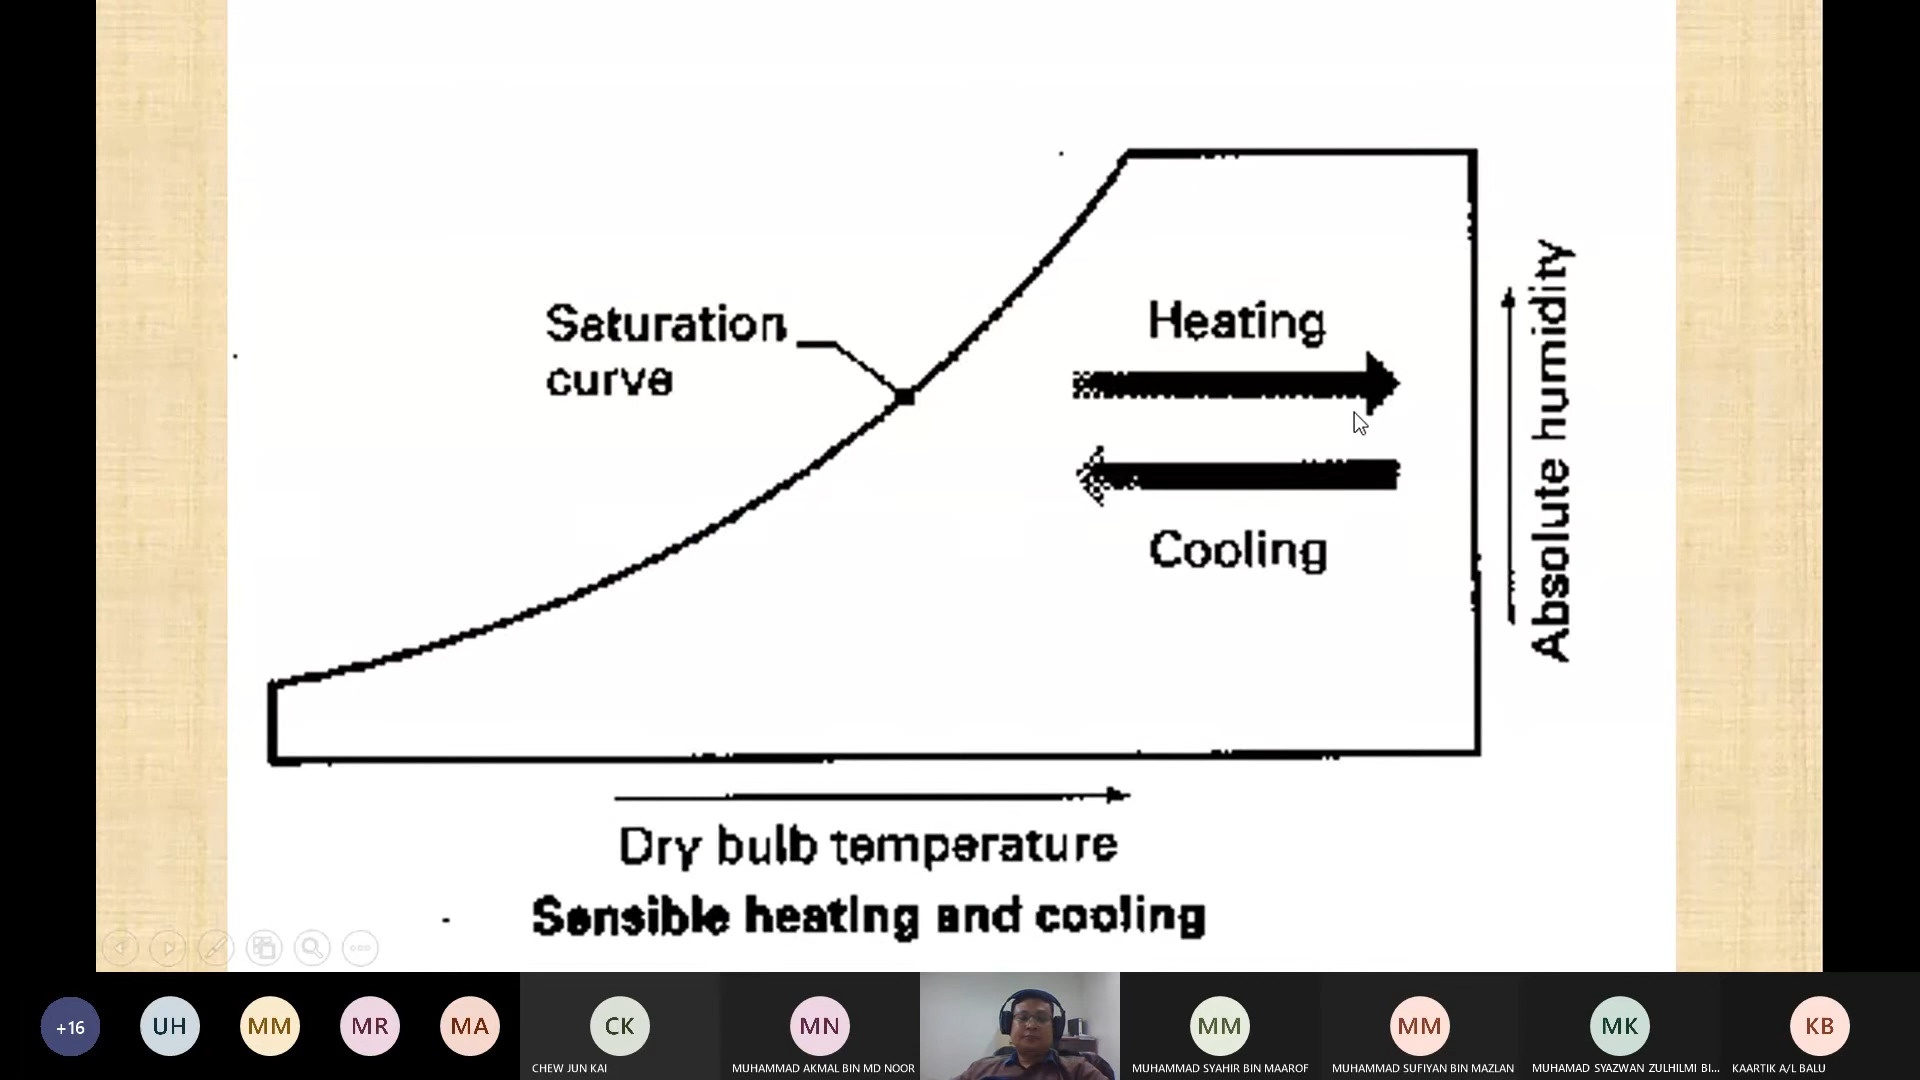 Saturation
curve
Heating
Cooling
Absolute humidity
Dry bulb temperature
Sensible heating and cooling
+16
UH
MM
MR
MA
CK
CHEW JUN KAI
MN
MUHAMMAD AKMAL BIN MD NOOR
MM
MUHAMMAD SYAHIR BIN MAAROF
MM
MUHAMMAD SUFIYAN BIN MAZLAN
MK
MUHAMAD SYAZWAN ZULHILMI BI...
KB
KAARTIK A/L BALU